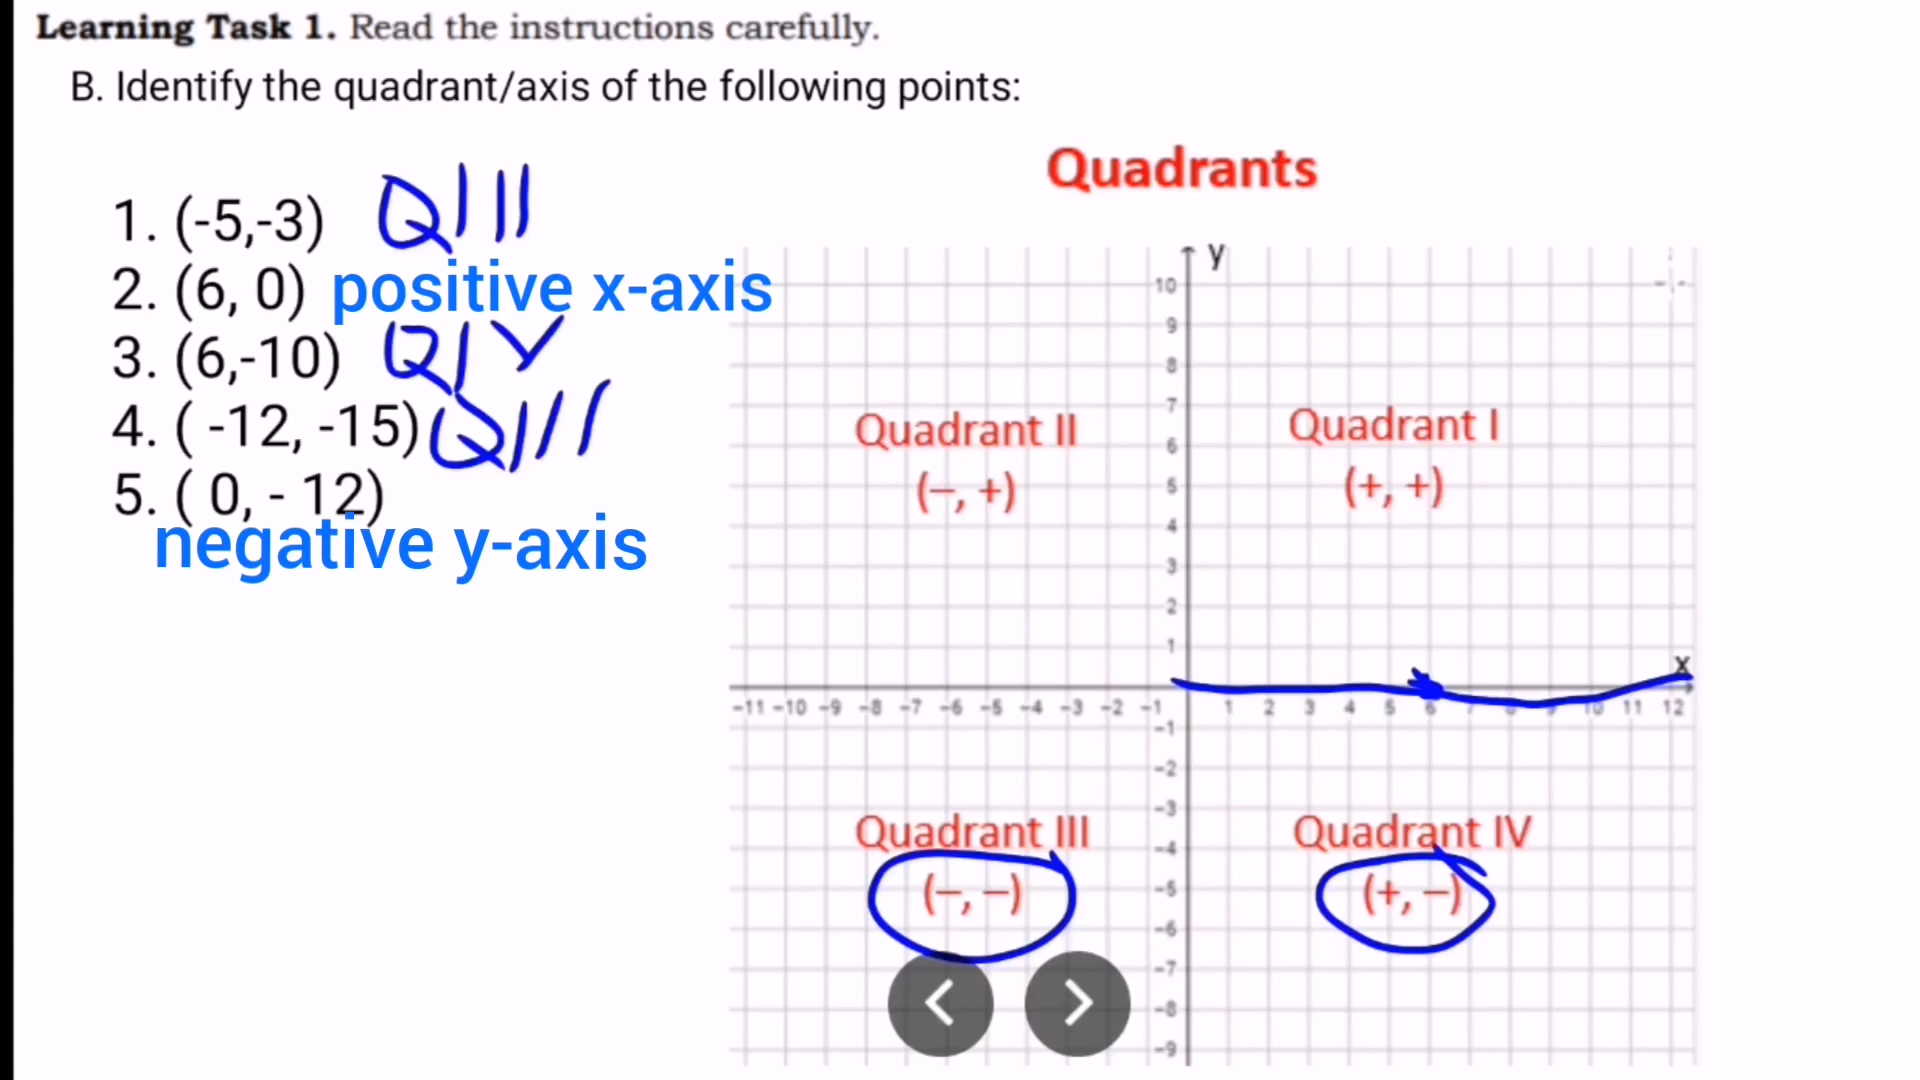 Learning Task 1. Read the instructions carefully.
B. Identify the quadrant/axis of the following points:
Quadrants
1. (-5,-3) QIII
2. (6, 0) positive x-axis
3. (6,-10) QIV
4. ( -12, -15) QIII
5. ( 0, - 12)
negative y-axis
y
10
9
8
7
Quadrant II Quadrant I
6
(−, +) 5 (+, +)
4
3
2
1
x
-11 -10 -9 -8 -7 -6 -5 -4 -3 -2 -1 1 2 3 4 5 6 7 8 9 10 11 12
-1
-2
-3
Quadrant III Quadrant IV
-4
(−, −) -5 (+, −)
-6
-7
-8
-9